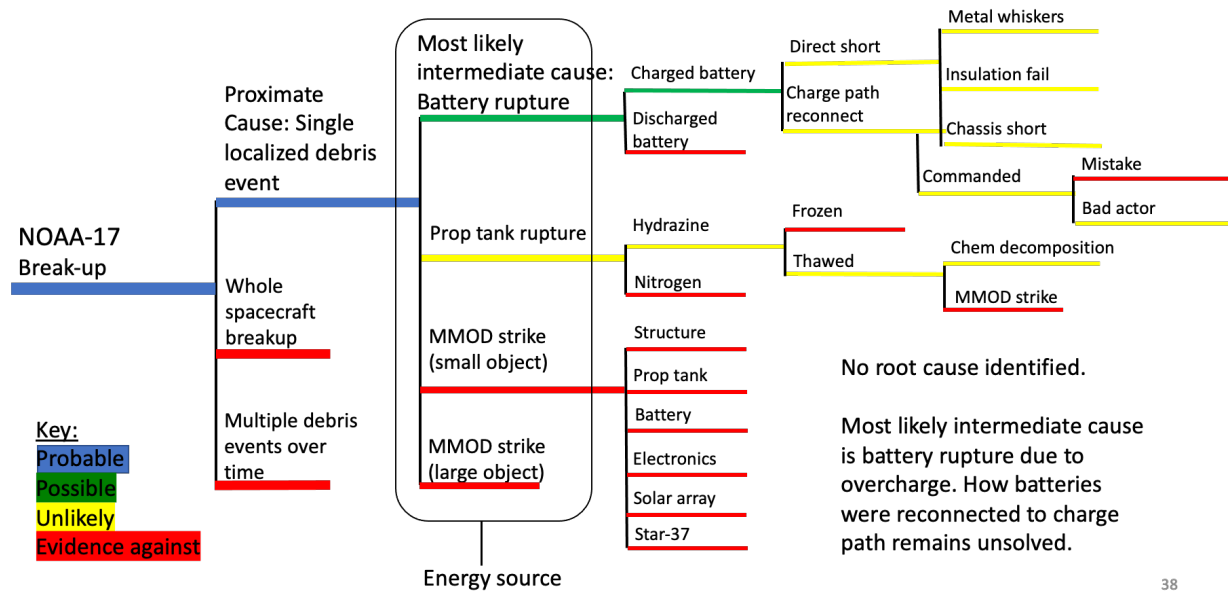 NOAA-17
Break-up
Proximate
Cause: Single
localized debris
event
Whole
spacecraft
breakup
Multiple debris
events over
time
Most likely
intermediate cause:
Battery rupture
Prop tank rupture
MMOD strike
(small object)
MMOD strike
(large object)
Energy source
Charged battery
Discharged
battery
Hydrazine
Nitrogen
Structure
Prop tank
Battery
Electronics
Solar array
Star-37
Direct short
Charge path
reconnect
Frozen
Thawed
Metal whiskers
Insulation fail
Chassis short
Commanded
Mistake
Bad actor
Chem decomposition
MMOD strike
No root cause identified.
Most likely intermediate cause
is battery rupture due to
overcharge. How batteries
were reconnected to charge
path remains unsolved.
Key:
Probable
Possible
Unlikely
Evidence against
38